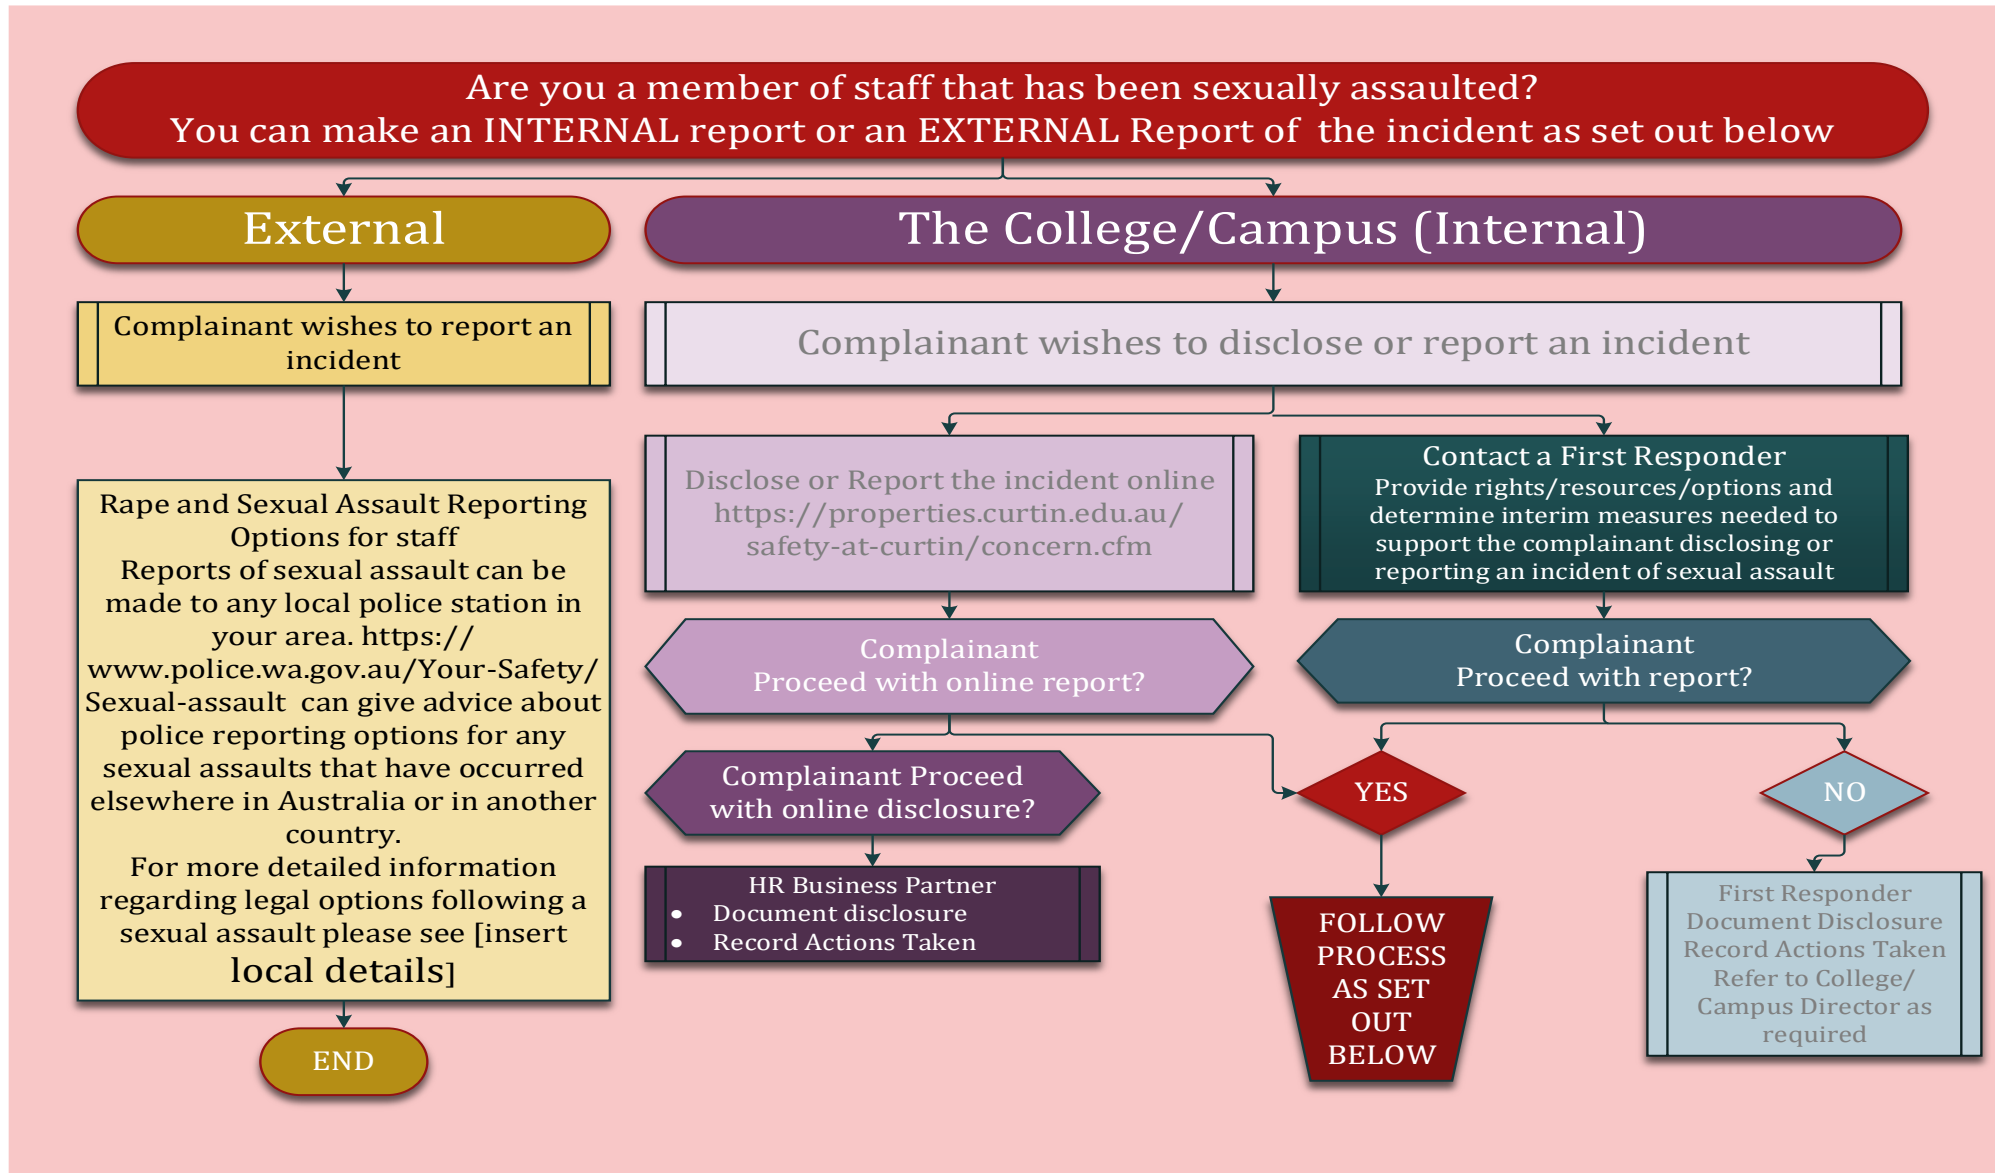 Are you a member of staff that has been sexually assaulted?
You can make an INTERNAL report or an EXTERNAL Report of  the incident as set out below
External
The College/Campus (Internal)
Complainant wishes to report an
incident
Complainant wishes to disclose or report an incident
Rape and Sexual Assault Reporting
Options for staff
Reports of sexual assault can be
made to any local police station in
your area. https://
www.police.wa.gov.au/Your-Safety/
Sexual-assault  can give advice about
police reporting options for any
sexual assaults that have occurred
elsewhere in Australia or in another
country.
For more detailed information
regarding legal options following a
sexual assault please see [insert
local details]
END
Disclose or Report the incident online
https://properties.curtin.edu.au/
safety-at-curtin/concern.cfm
Contact a First Responder
Provide rights/resources/options and
determine interim measures needed to
support the complainant disclosing or
reporting an incident of sexual assault
Complainant
Proceed with online report?
Complainant
Proceed with report?
Complainant Proceed
with online disclosure?
YES
NO
HR Business Partner
• Document disclosure
• Record Actions Taken
FOLLOW
PROCESS
AS SET
OUT
BELOW
First Responder
Document Disclosure
Record Actions Taken
Refer to College/
Campus Director as
required